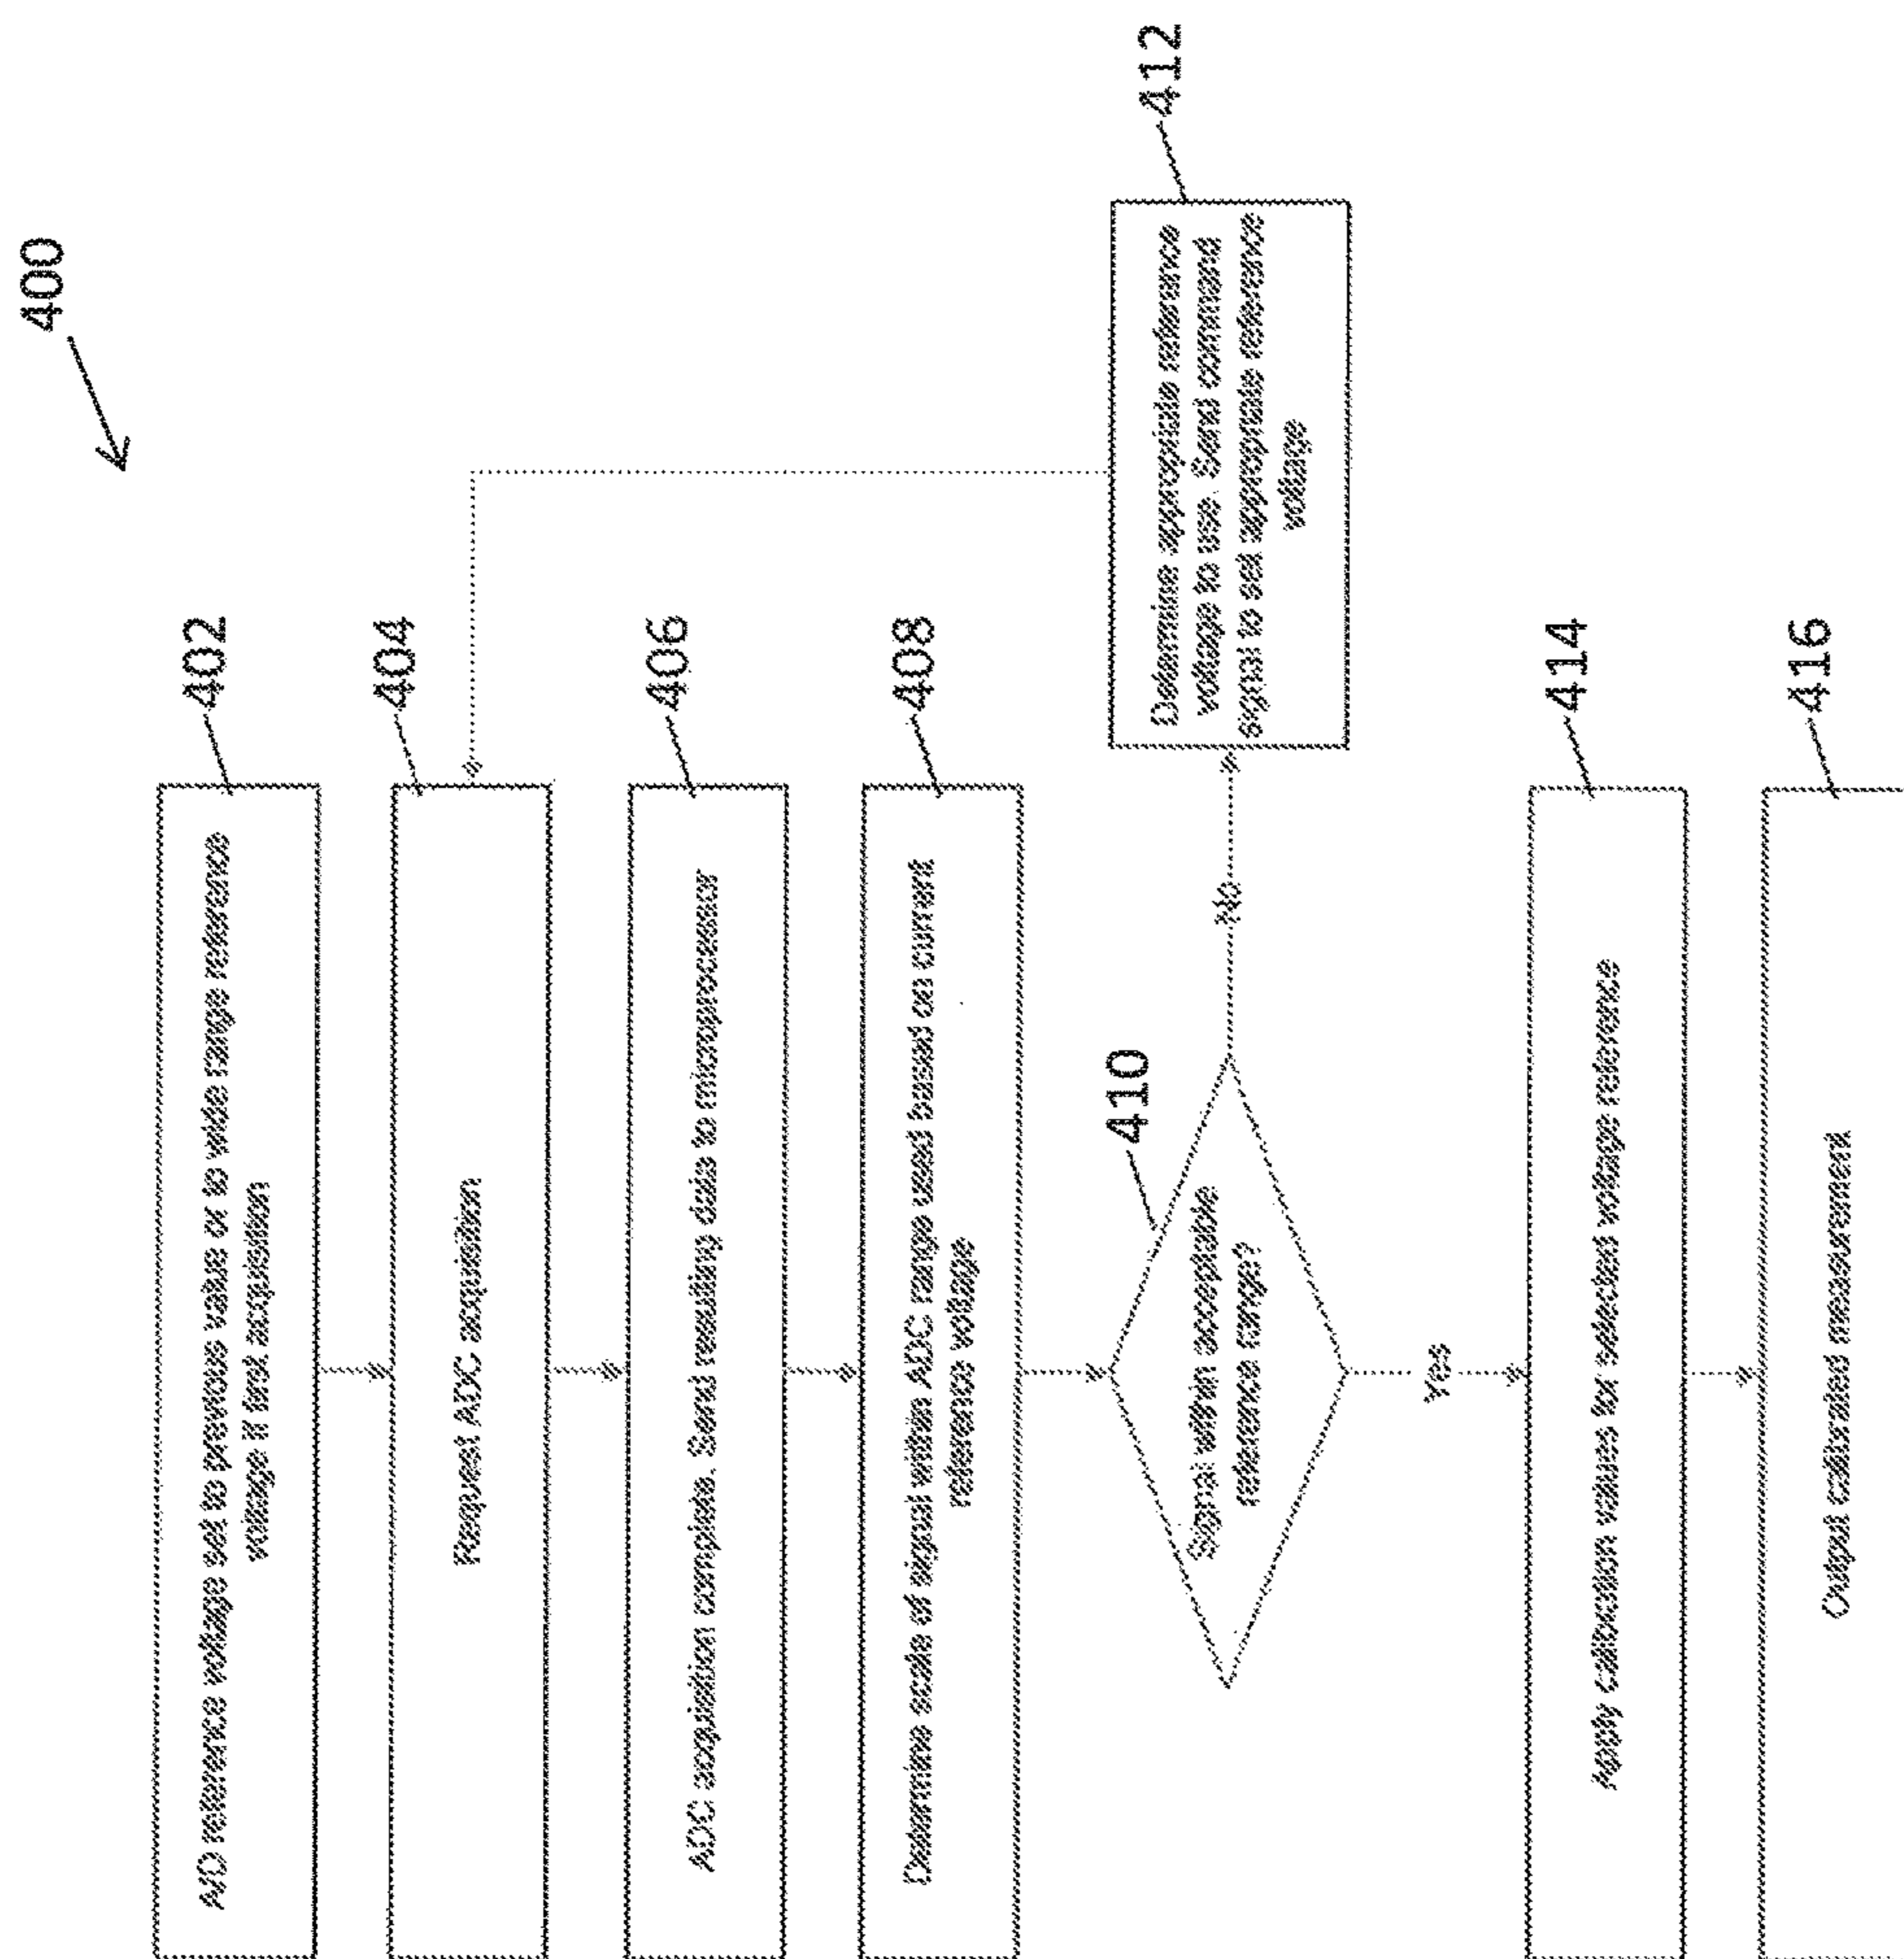 400
402
A/D reference voltage set to previous value or to wide range reference
voltage if first acquisition
404
Request ADC acquisition
406
ADC acquisition complete. Send resulting data to microprocessor
408
Determine scale of signal within ADC range used based on current
reference voltage
410
Signal within acceptable
reference range?
No
412
Determine appropriate reference
voltage to use. Send command
signal to set appropriate reference
voltage
Yes
414
Apply calibration values for selected voltage reference
416
Output calibrated measurement